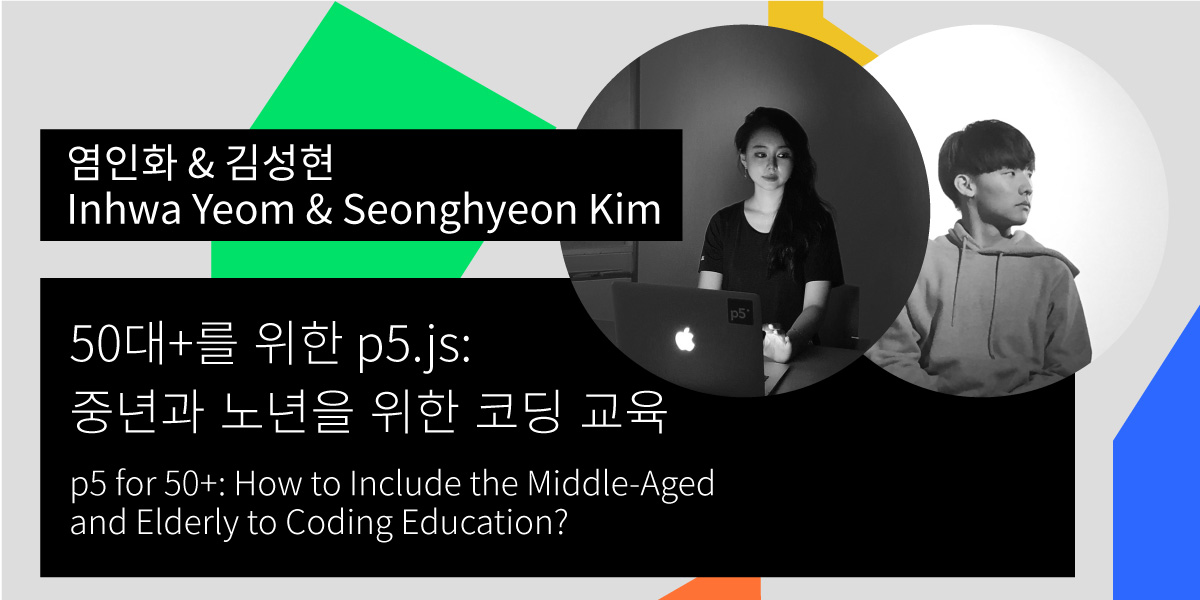 염인화 & 김성현
Inhwa Yeom & Seonghyeon Kim
50대+를 위한 p5.js:
중년과 노년을 위한 코딩 교육
p5 for 50+: How to Include the Middle-Aged
and Elderly to Coding Education?
p5*